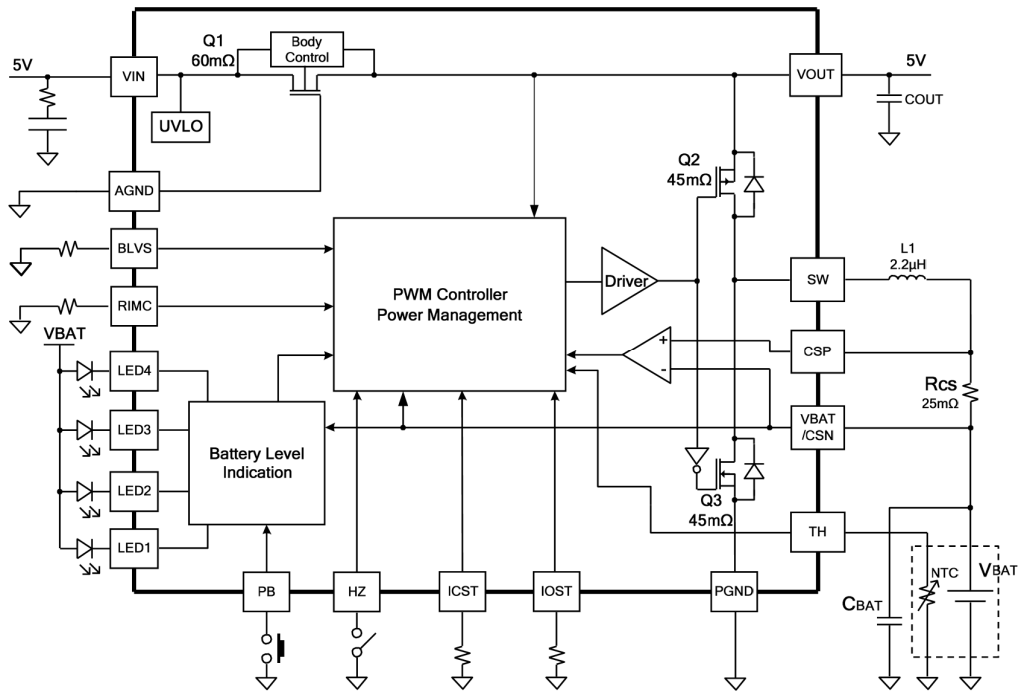 Q1
60mΩ
Body
Control
5V
VIN
VOUT
5V
COUT
UVLO
Q2
45mΩ
AGND
BLVS
RIMC
PWM Controller
Power Management
Driver
SW
L1
2.2µH
VBAT
LED4
+
-
CSP
RCS
25mΩ
LED3
Battery Level
Indication
VBAT
/CSN
LED2
Q3
45mΩ
LED1
TH
PB
HZ
ICST
IOST
PGND
CBAT
NTC
VBAT